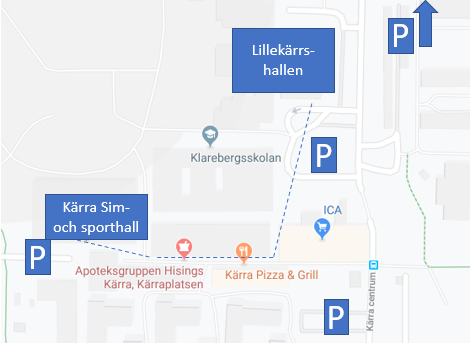 P
Lillekärrs-
hallen
Klarebergsskolan
P
Kärra Sim-
och sporthall
ICA
P
Apoteksgruppen Hisings
Kärra, Kärraplatsen
Kärra Pizza & Grill
P
Kärra centrum